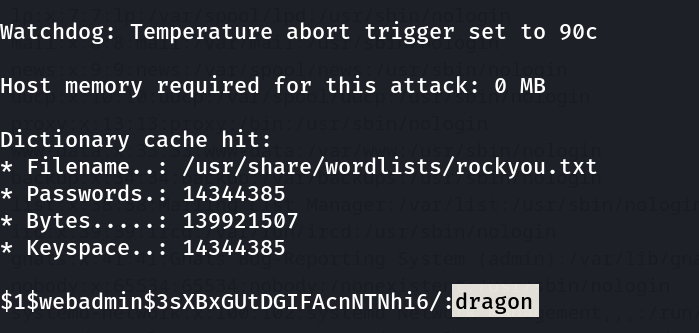 Watchdog: Temperature abort trigger set to 90c
Host memory required for this attack: 0 MB
Dictionary cache hit:
* Filename..: /usr/share/wordlists/rockyou.txt
* Passwords.: 14344385
* Bytes.....: 139921507
* Keyspace..: 14344385
$1$webadmin$3sXBxGUtDGIFAcnNTNhi6/:dragon